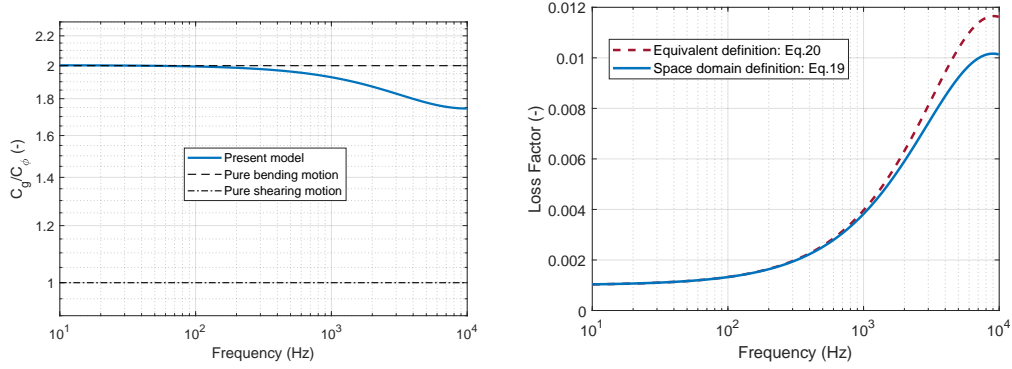 2.2
2
1.8
1.6
1.4
1.2
1
C_g/C_ϕ (-)
Present model
Pure bending motion
Pure shearing motion
10^1
10^2
10^3
10^4
Frequency (Hz)
0.012
0.01
0.008
0.006
0.004
0.002
0
Loss Factor (-)
Equivalent definition: Eq.20
Space domain definition: Eq.19
10^1
10^2
10^3
10^4
Frequency (Hz)